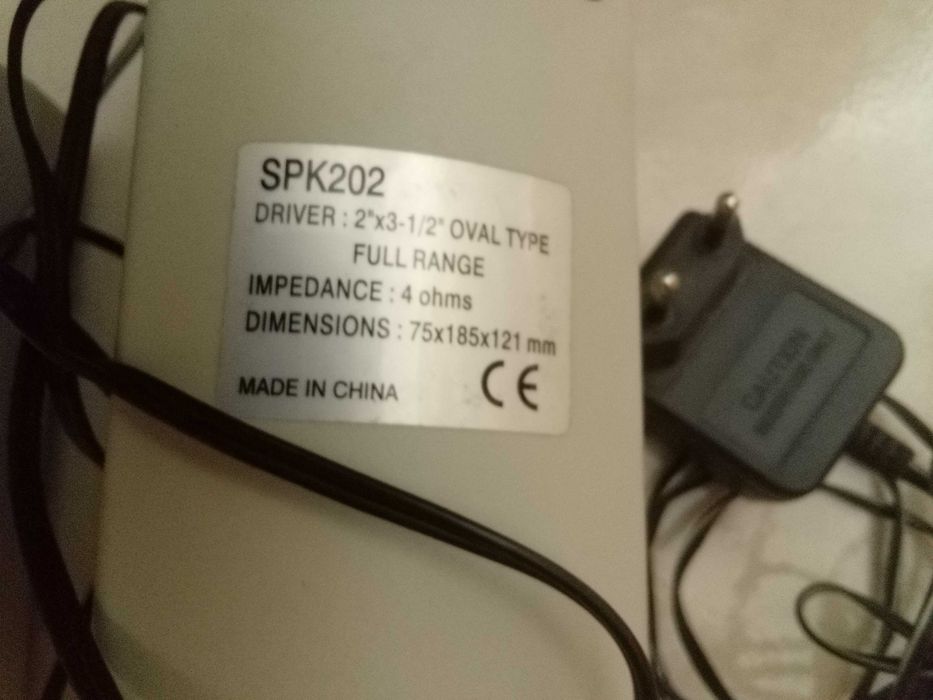 SPK202
DRIVER : 2"x3-1/2" OVAL TYPE
FULL RANGE
IMPEDANCE : 4 ohms
DIMENSIONS : 75x185x121 mm
MADE IN CHINA
CE
CAUTION